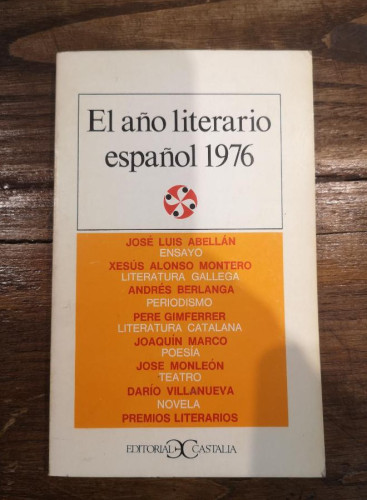 El año literario
español 1976
JOSÉ LUIS ABELLÁN
ENSAYO
XESÚS ALONSO MONTERO
LITERATURA GALLEGA
ANDRÉS BERLANGA
PERIODISMO
PERE GIMFERRER
LITERATURA CATALANA
JOAQUÍN MARCO
POESÍA
JOSE MONLEÓN
TEATRO
DARÍO VILLANUEVA
NOVELA
PREMIOS LITERARIOS
EDITORIAL CASTALIA